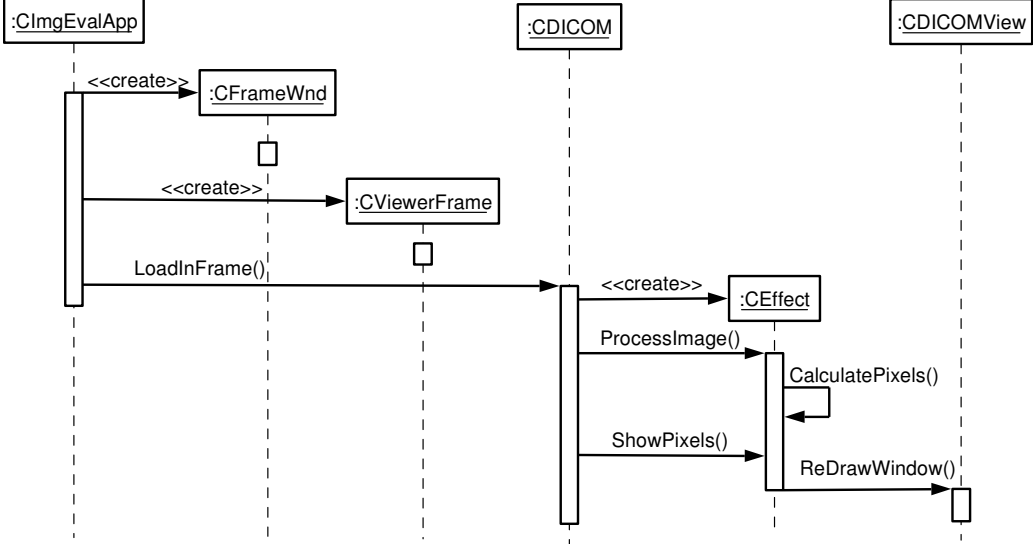 :CImgEvalApp
:CDICOM
:CDICOMView
<<create>>
:CFrameWnd
<<create>>
:CViewerFrame
LoadInFrame()
<<create>>
:CEffect
ProcessImage()
CalculatePixels()
ShowPixels()
ReDrawWindow()